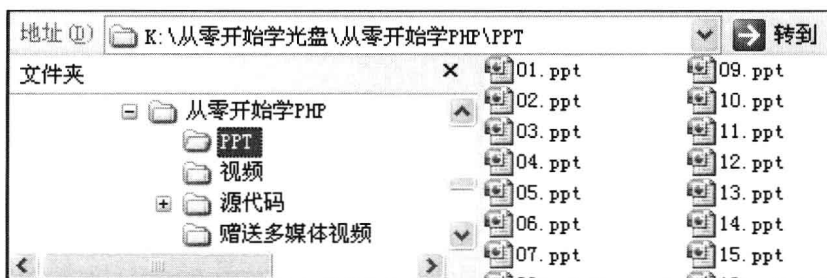 地址(D) K:\从零开始学光盘\从零开始学PHP\PPT 转到
文件夹
从零开始学PHP
PPT
视频
源代码
赠送多媒体视频
01.ppt
02.ppt
03.ppt
04.ppt
05.ppt
06.ppt
07.ppt
09.ppt
10.ppt
11.ppt
12.ppt
13.ppt
14.ppt
15.ppt